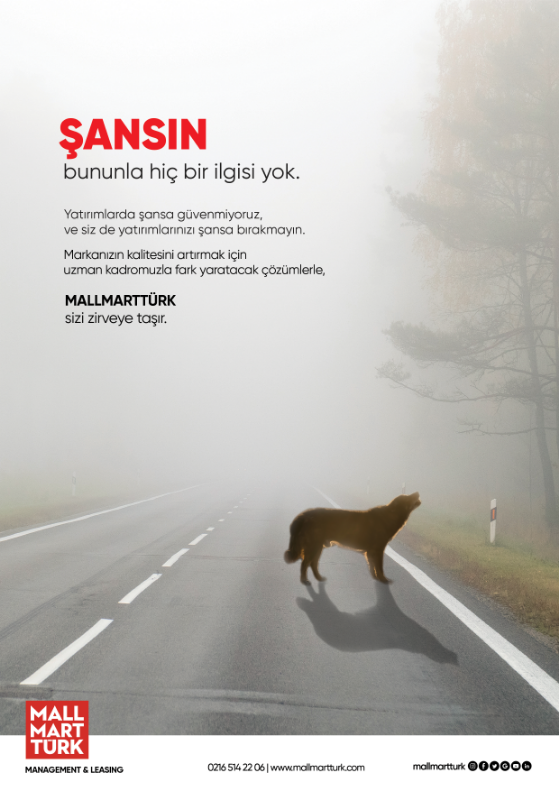 ŞANSIN
bununla hiç bir ilgisi yok.
Yatırımlarda şansa güvenmiyoruz,
ve siz de yatırımlarınızı şansa bırakmayın.
Markanızın kalitesini artırmak için
uzman kadromuzla fark yaratacak çözümlerle,
MALLMARTTÜRK
sizi zirveye taşır.
MALL
MART
TÜRK
MANAGEMENT & LEASING
0216 514 22 06 | www.mallmartturk.com
mallmartturk